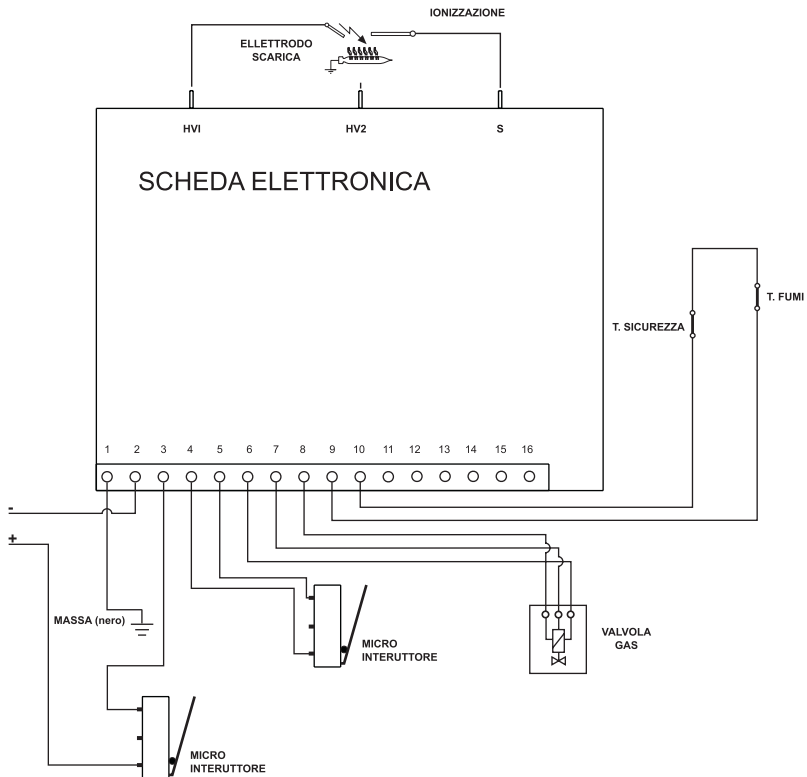 IONIZZAZIONE
ELLETTRODO
SCARICA
HVI
HV2
S
SCHEDA ELETTRONICA
T. FUMI
T. SICUREZZA
1 2 3 4 5 6 7 8 9 10 11 12 13 14 15 16
-
+
MASSA (nero)
MICRO
INTERUTTORE
VALVOLA
GAS
MICRO
INTERUTTORE